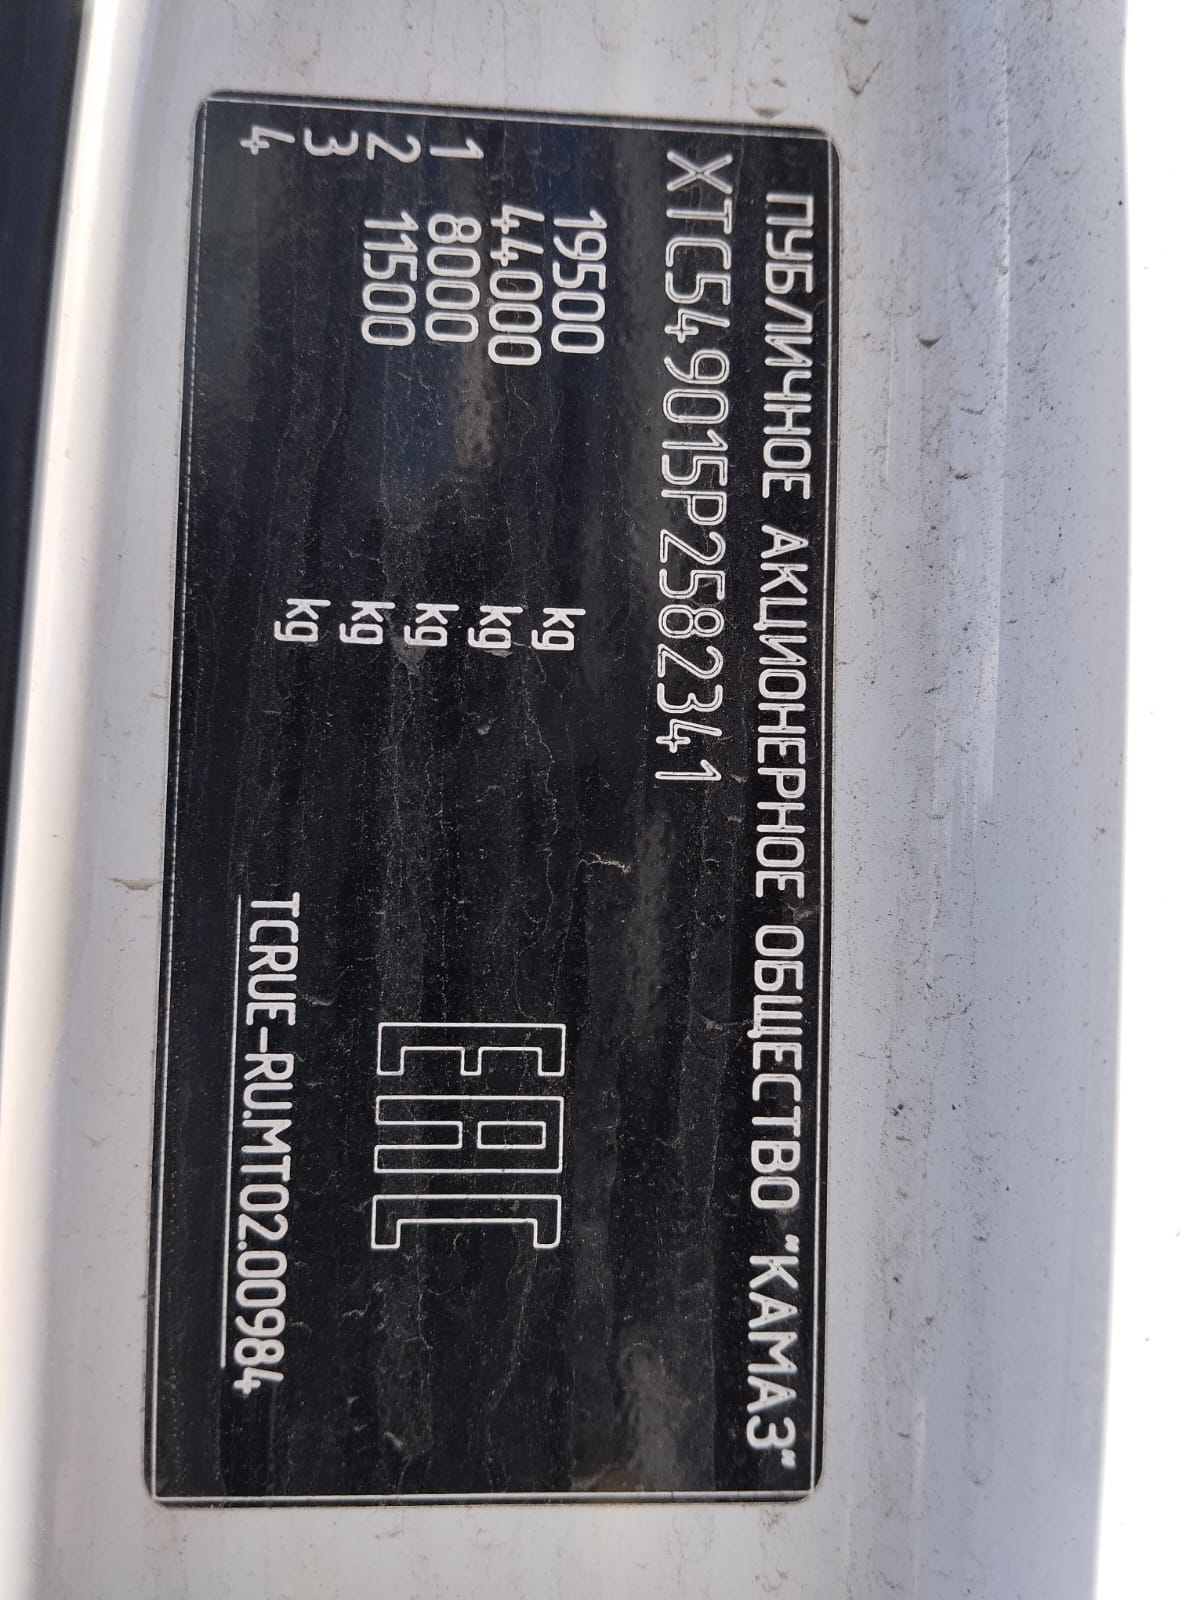 ПУБЛИЧНОЕ АКЦИОНЕРНОЕ ОБЩЕСТВО "КАМАЗ"
XTC549015P2582341
19500 kg
44000 kg
1 8000 kg
2 11500 kg
3 kg
4
EAC
TCRUE-RU.MT02.00984